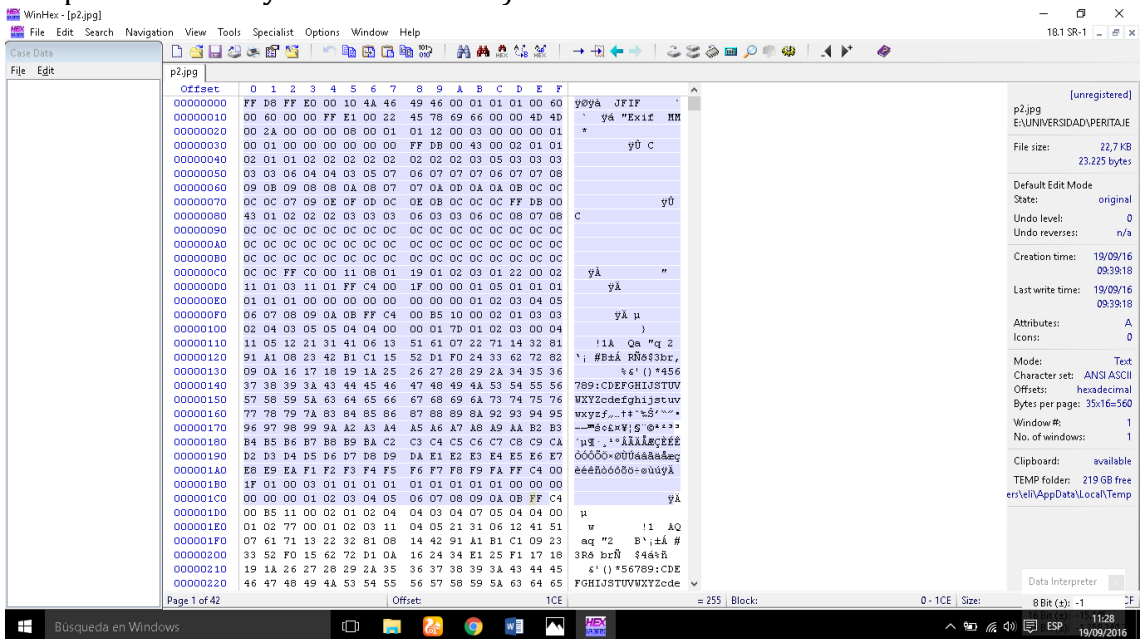 WinHex - [p2.jpg]
File Edit Search Navigation View Tools Specialist Options Window Help
18.1 SR-1
Case Data
File Edit
p2.jpg
Offset 0 1 2 3 4 5 6 7 8 9 A B C D E F
00000000 FF D8 FF E0 00 10 4A 46 49 46 00 01 01 01 00 60 ÿØÿà JFIF `
00000010 00 60 00 00 FF E1 00 22 45 78 69 66 00 00 4D 4D ` ÿá "Exif MM
00000020 00 2A 00 00 00 08 00 01 01 12 00 03 00 00 00 01 *
00000030 00 01 00 00 00 00 00 00 FF DB 00 43 00 02 01 01 ÿÛ C
00000040 02 01 01 02 02 02 02 02 02 02 02 03 05 03 03 03
00000050 03 03 06 04 04 03 05 07 06 07 07 07 06 07 07 08
00000060 09 0B 09 08 08 0A 08 07 07 0A 0D 0A 0A 0B 0C 0C
00000070 0C 0C 07 09 0E 0F 0D 0C 0E 0B 0C 0C 0C FF DB 00 ÿÛ
00000080 43 01 02 02 02 03 03 03 06 03 03 06 0C 08 07 08 C
00000090 0C 0C 0C 0C 0C 0C 0C 0C 0C 0C 0C 0C 0C 0C 0C 0C
000000A0 0C 0C 0C 0C 0C 0C 0C 0C 0C 0C 0C 0C 0C 0C 0C 0C
000000B0 0C 0C 0C 0C 0C 0C 0C 0C 0C 0C 0C 0C 0C 0C 0C 0C
000000C0 0C 0C FF C0 00 11 08 01 19 01 02 03 01 22 00 02 ÿÀ "
000000D0 11 01 03 11 01 FF C4 00 1F 00 00 01 05 01 01 01 ÿÄ
000000E0 01 01 01 00 00 00 00 00 00 00 00 01 02 03 04 05
000000F0 06 07 08 09 0A 0B FF C4 00 B5 10 00 02 01 03 03 ÿÄ µ
00000100 02 04 03 05 05 04 04 00 00 01 7D 01 02 03 00 04 }
00000110 11 05 12 21 31 41 06 13 51 61 07 22 71 14 32 81 !1A Qa "q 2
00000120 91 A1 08 23 42 B1 C1 15 52 D1 F0 24 33 62 72 82 ‘¡ #B±Á RÑð$3br‚
00000130 09 0A 16 17 18 19 1A 25 26 27 28 29 2A 34 35 36 %&'()*456
00000140 37 38 39 3A 43 44 45 46 47 48 49 4A 53 54 55 56 789:CDEFGHIJSTUV
00000150 57 58 59 5A 63 64 65 66 67 68 69 6A 73 74 75 76 WXYZcdefghijstuv
00000160 77 78 79 7A 83 84 85 86 87 88 89 8A 92 93 94 95 wxyzƒ„…†‡ˆ‰Š’“”•
00000170 96 97 98 99 9A A2 A3 A4 A5 A6 A7 A8 A9 AA B2 B3 –—˜™š¢£¤¥¦§¨©ª²³
00000180 B4 B5 B6 B7 B8 B9 BA C2 C3 C4 C5 C6 C7 C8 C9 CA ´µ¶·¸¹ºÂÃÄÅÆÇÈÉÊ
00000190 D2 D3 D4 D5 D6 D7 D8 D9 DA E1 E2 E3 E4 E5 E6 E7 ÒÓÔÕÖ×ØÙÚáâãäåæç
000001A0 E8 E9 EA F1 F2 F3 F4 F5 F6 F7 F8 F9 FA FF C4 00 èéêñòóôõö÷øùúÿÄ
000001B0 1F 01 00 03 01 01 01 01 01 01 01 01 01 00 00 00
000001C0 00 00 00 01 02 03 04 05 06 07 08 09 0A 0B FF C4 ÿÄ
000001D0 00 B5 11 00 02 01 02 04 04 03 04 07 05 04 04 00 µ
000001E0 01 02 77 00 01 02 03 11 04 05 21 31 06 12 41 51 w !1 AQ
000001F0 07 61 71 13 22 32 81 08 14 42 91 A1 B1 C1 09 23 aq "2 B‘¡±Á #
00000200 33 52 F0 15 62 72 D1 0A 16 24 34 E1 25 F1 17 18 3Rð brÑ $4á%ñ
00000210 19 1A 26 27 28 29 2A 35 36 37 38 39 3A 43 44 45 &'()*56789:CDE
00000220 46 47 48 49 4A 53 54 55 56 57 58 59 5A 63 64 65 FGHIJSTUVWXYZcde
Page 1 of 42 Offset: 1CE = 255 Block: 0 - 1CE Size:
[unregistered]
p2.jpg
E:\UNIVERSIDAD\PERITAJE
File size: 22,7 KB
23.225 bytes
Default Edit Mode
State: original
Undo level: 0
Undo reverses: n/a
Creation time: 19/09/16
09:39:18
Last write time: 19/09/16
09:39:18
Attributes: A
Icons: 0
Mode: Text
Character set: ANSI ASCII
Offsets: hexadecimal
Bytes per page: 35x16=560
Window #: 1
No. of windows: 1
Clipboard: available
TEMP folder: 219 GB free
ers\eli\AppData\Local\Temp
Data Interpreter
8 Bit (±): -1
Búsqueda en Windows
ESP
11:28
19/09/2016